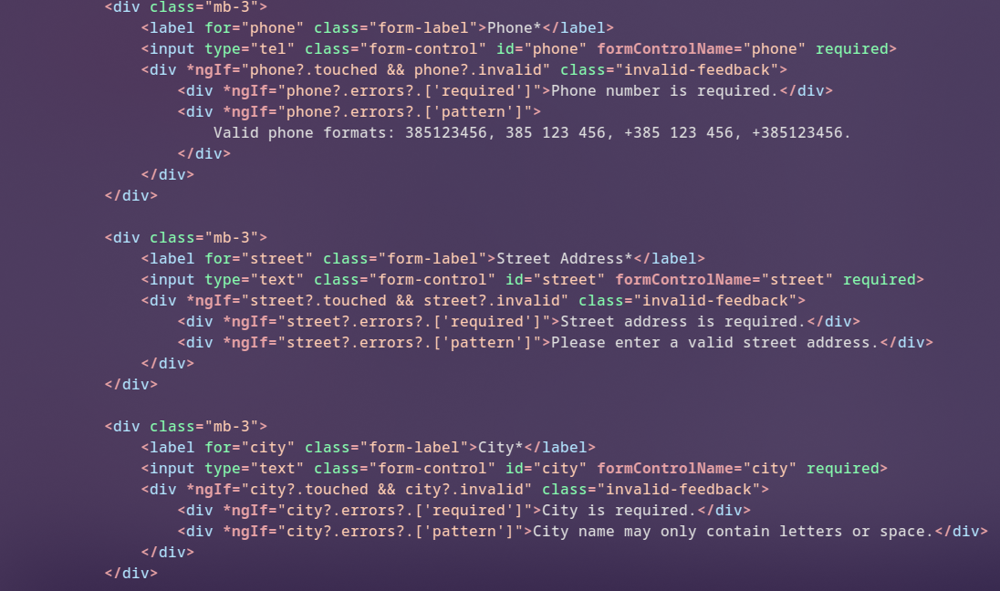 <div class="mb-3">
<label for="phone" class="form-label">Phone*</label>
<input type="tel" class="form-control" id="phone" formControlName="phone" required>
<div *ngIf="phone?.touched && phone?.invalid" class="invalid-feedback">
<div *ngIf="phone?.errors?.['required']">Phone number is required.</div>
<div *ngIf="phone?.errors?.['pattern']">
Valid phone formats: 385123456, 385 123 456, +385 123 456, +385123456.
</div>
</div>
</div>
<div class="mb-3">
<label for="street" class="form-label">Street Address*</label>
<input type="text" class="form-control" id="street" formControlName="street" required>
<div *ngIf="street?.touched && street?.invalid" class="invalid-feedback">
<div *ngIf="street?.errors?.['required']">Street address is required.</div>
<div *ngIf="street?.errors?.['pattern']">Please enter a valid street address.</div>
</div>
</div>
<div class="mb-3">
<label for="city" class="form-label">City*</label>
<input type="text" class="form-control" id="city" formControlName="city" required>
<div *ngIf="city?.touched && city?.invalid" class="invalid-feedback">
<div *ngIf="city?.errors?.['required']">City is required.</div>
<div *ngIf="city?.errors?.['pattern']">City name may only contain letters or space.</div>
</div>
</div>